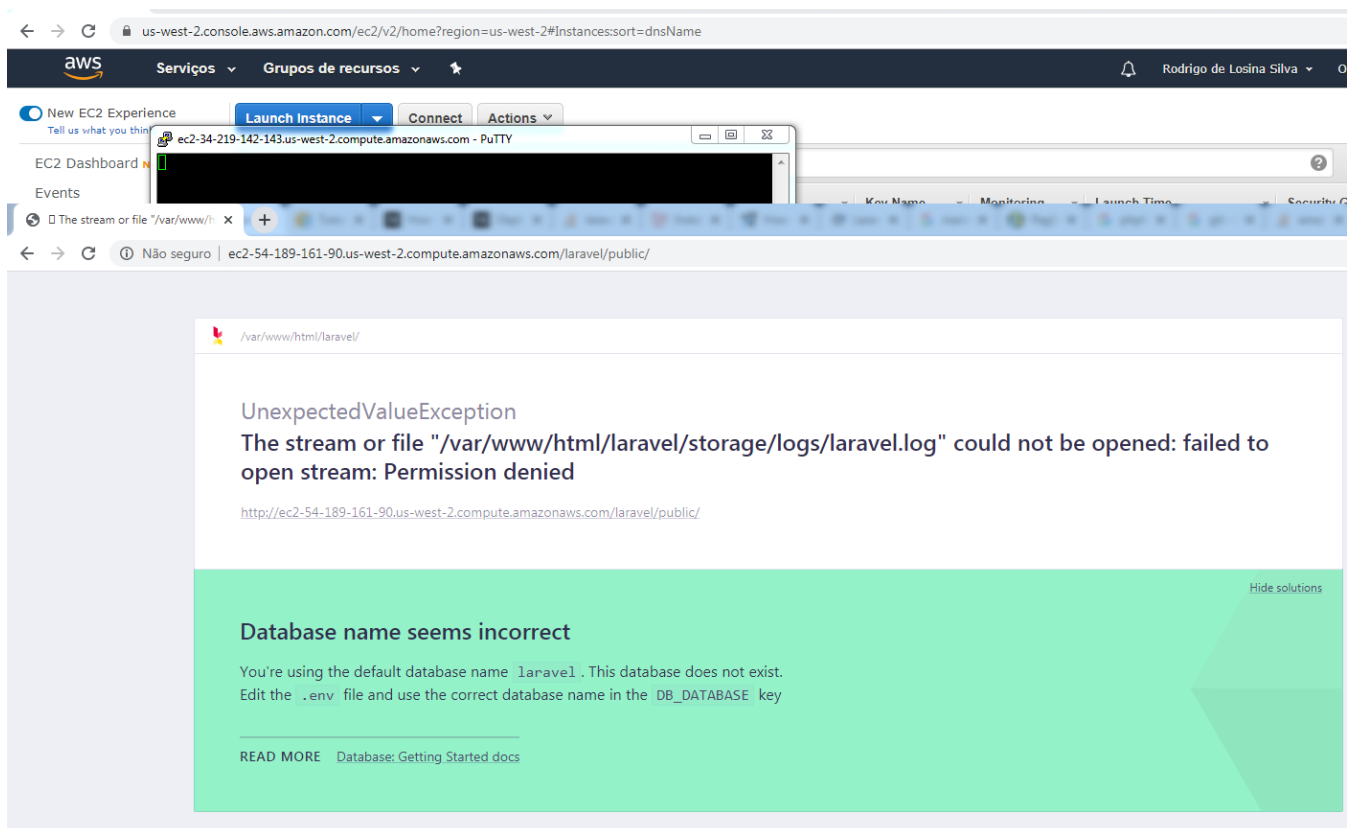 us-west-2.console.aws.amazon.com/ec2/v2/home?region=us-west-2#Instances:sort=dnsName
aws Serviços Grupos de recursos Rodrigo de Losina Silva O
New EC2 Experience
Tell us what you thin
Launch Instance Connect Actions
ec2-34-219-142-143.us-west-2.compute.amazonaws.com - PuTTY
EC2 Dashboard N
Events
Key Name Monitoring Launch Time Security G
The stream or file "/var/www/h
Não seguro ec2-54-189-161-90.us-west-2.compute.amazonaws.com/laravel/public/
/var/www/html/laravel/
UnexpectedValueException
The stream or file "/var/www/html/laravel/storage/logs/laravel.log" could not be opened: failed to
open stream: Permission denied
http://ec2-54-189-161-90.us-west-2.compute.amazonaws.com/laravel/public/
Hide solutions
Database name seems incorrect
You're using the default database name laravel. This database does not exist.
Edit the .env file and use the correct database name in the DB_DATABASE key
READ MORE Database: Getting Started docs